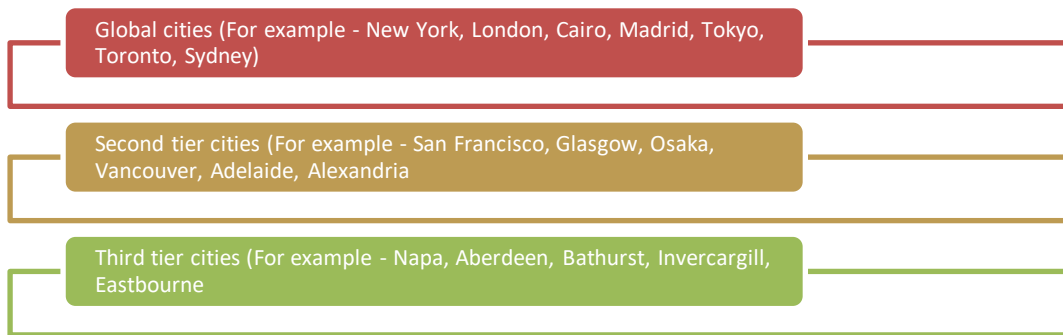 Global cities (For example - New York, London, Cairo, Madrid, Tokyo,
Toronto, Sydney)
Second tier cities (For example - San Francisco, Glasgow, Osaka,
Vancouver, Adelaide, Alexandria
Third tier cities (For example - Napa, Aberdeen, Bathurst, Invercargill,
Eastbourne